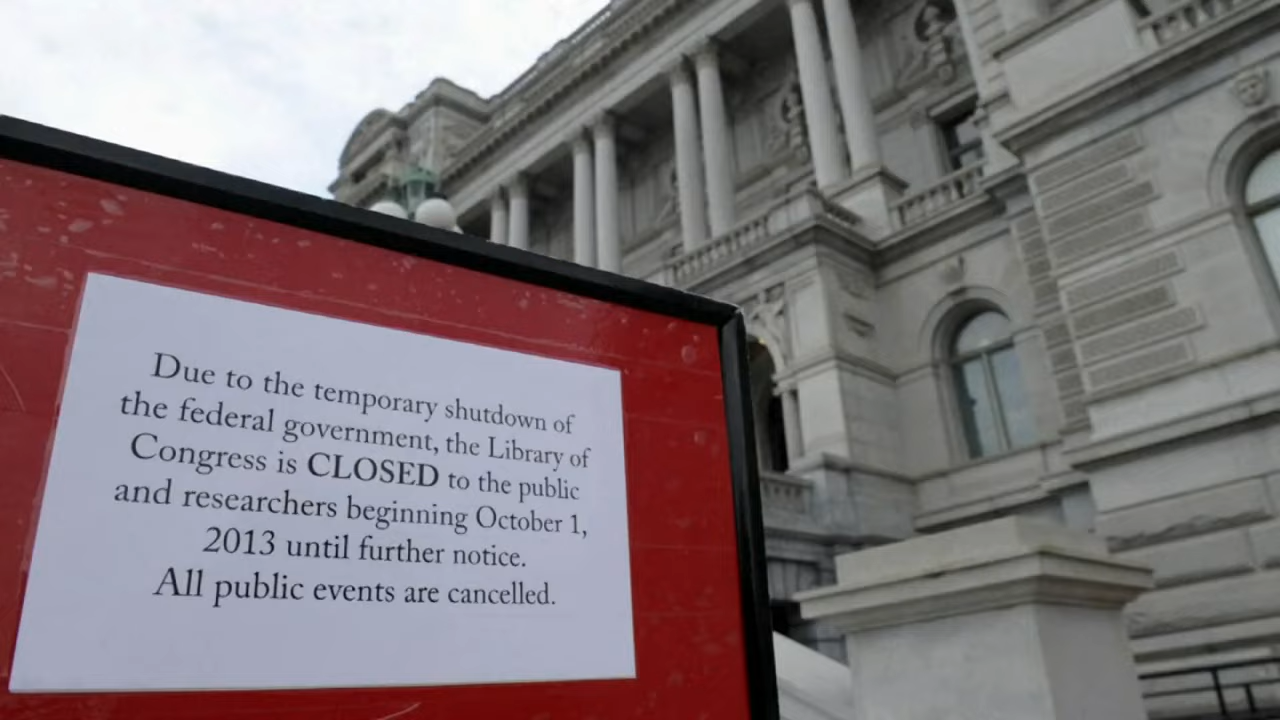 Due to the temporary shutdown of
the federal government, the Library of
Congress is CLOSED to the public
and researchers beginning October 1,
2013 until further notice.
All public events are cancelled.